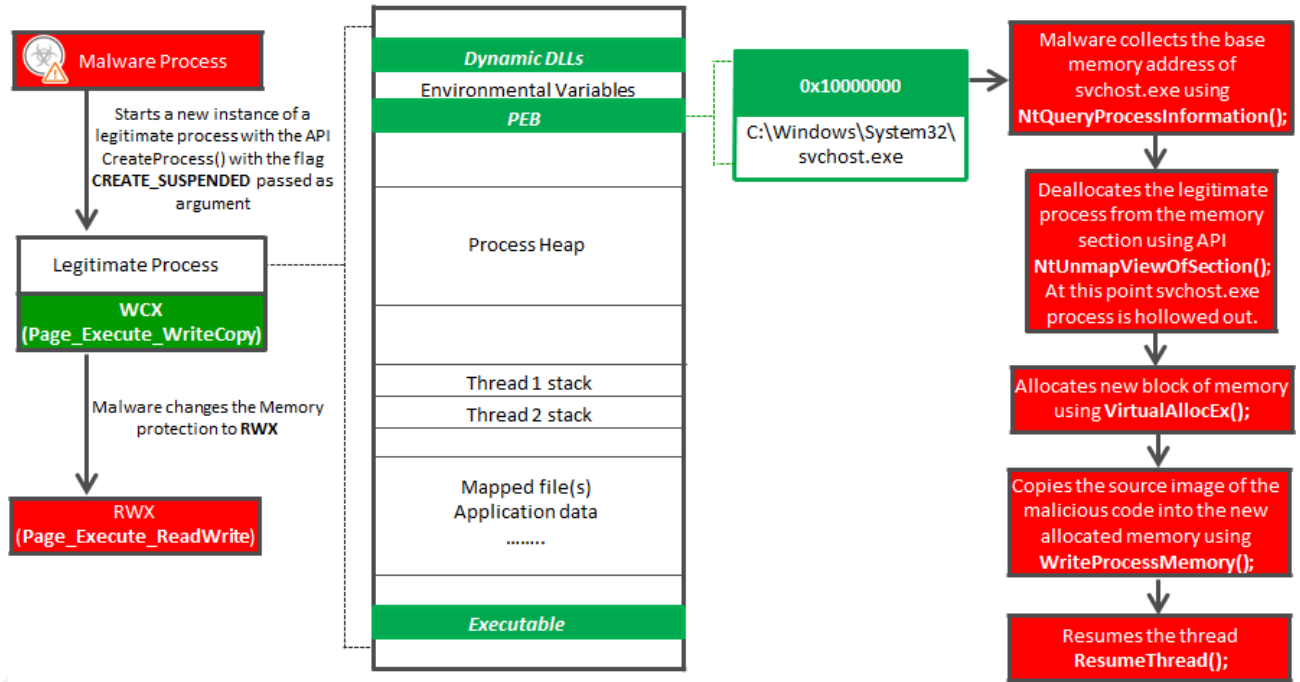 Malware Process
Starts a new instance of a
legitimate process with the API
CreateProcess() with the flag
CREATE_SUSPENDED passed as
argument
Legitimate Process
WCX
(Page_Execute_WriteCopy)
Malware changes the Memory
protection to RWX
RWX
(Page_Execute_ReadWrite)
Dynamic DLLs
Environmental Variables
PEB
Process Heap
Thread 1 stack
Thread 2 stack
Mapped file(s)
Application data
........
Executable
0x10000000
C:\Windows\System32\
svchost.exe
Malware collects the base
memory address of
svchost.exe using
NtQueryProcessInformation();
Deallocates the legitimate
process from the memory
section using API
NtUnmapViewOfSection();
At this point svchost.exe
process is hollowed out.
Allocates new block of memory
using VirtualAllocEx();
Copies the source image of the
malicious code into the new
allocated memory using
WriteProcessMemory();
Resumes the thread
ResumeThread();